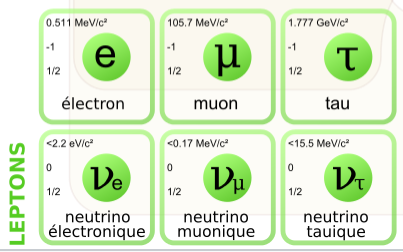 0.511 MeV/c²
-1
1/2
e
électron
105.7 MeV/c²
-1
1/2
μ
muon
1.777 GeV/c²
-1
1/2
τ
tau
LEPTONS
<2.2 eV/c²
0
1/2
νe
neutrino
électronique
<0.17 MeV/c²
0
1/2
νμ
neutrino
muonique
<15.5 MeV/c²
0
1/2
ντ
neutrino
tauique